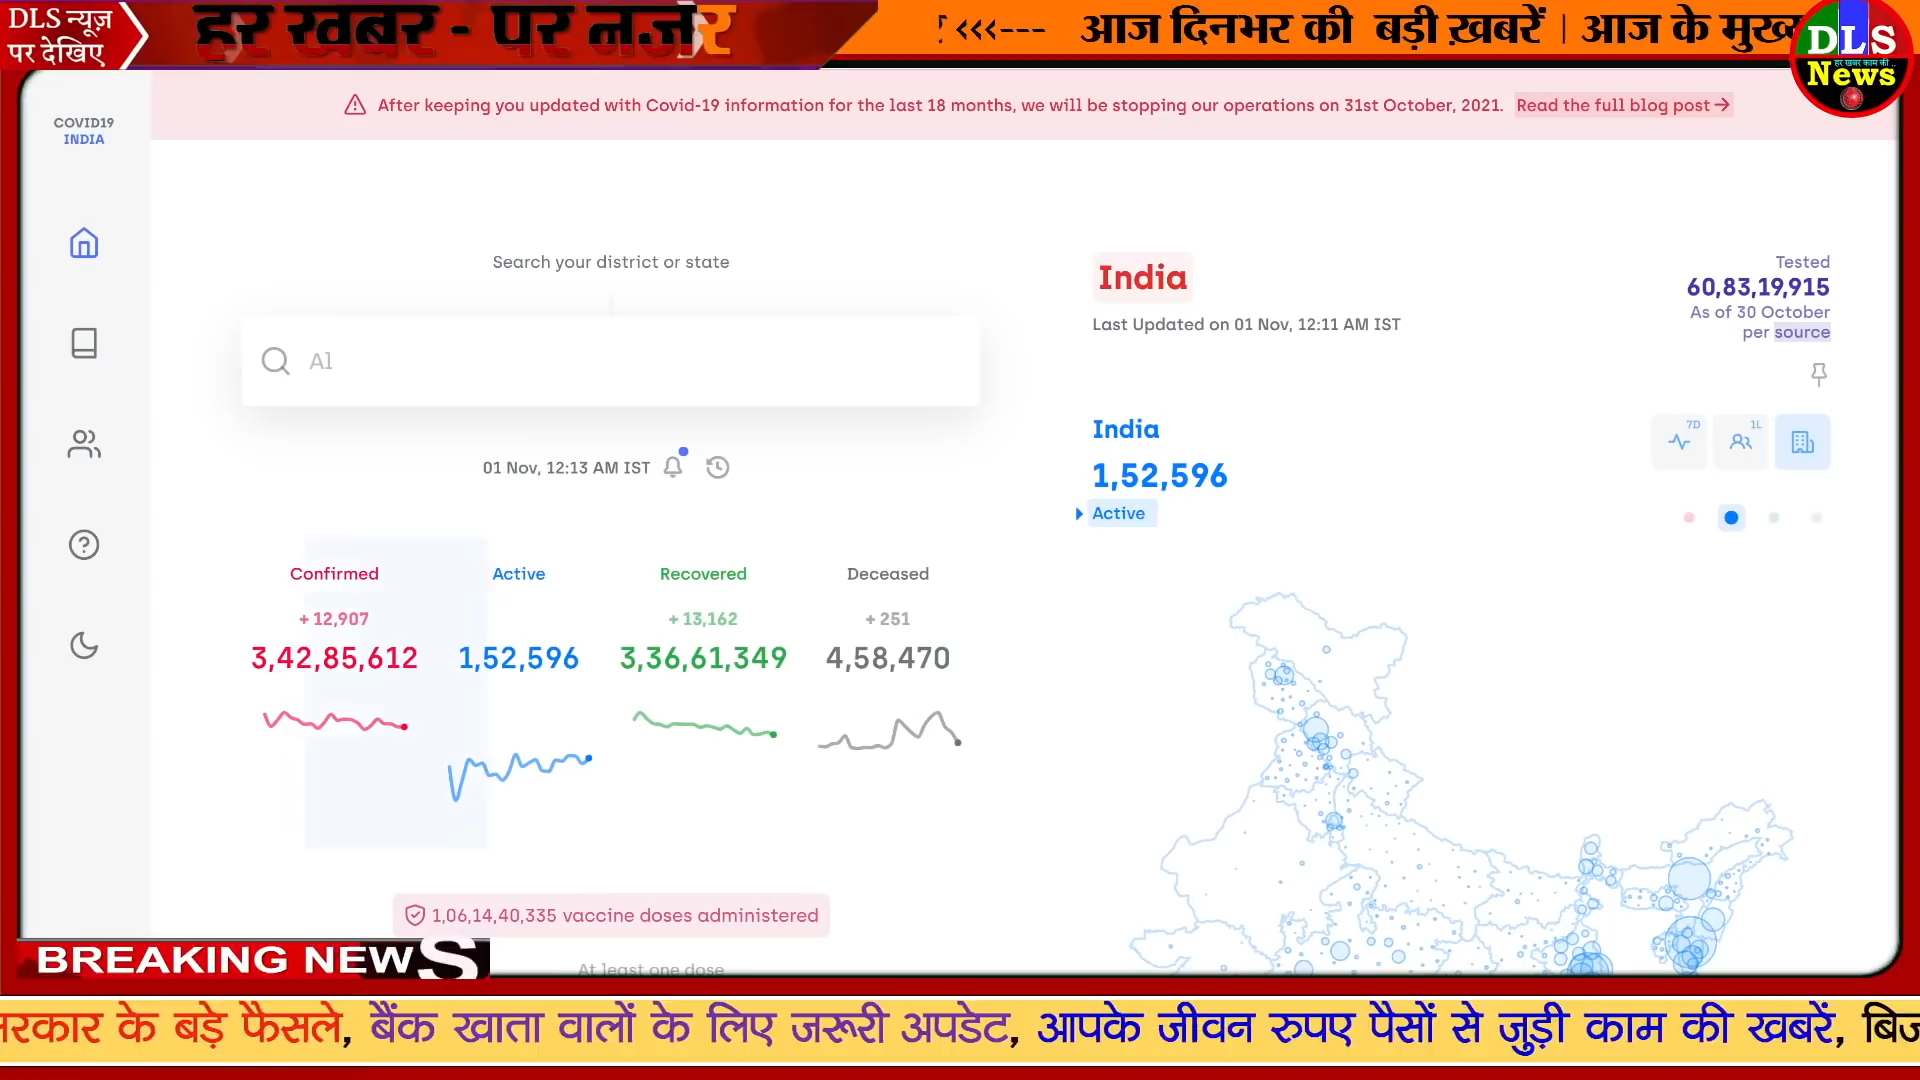 DLS न्यूज़
पर देखिए
हर खबर - पर नजर
<<<--- आज दिनभर की बड़ी ख़बरें | आज के मुख्य
DLS
हर खबर काम की ..
News
COVID19
INDIA
After keeping you updated with Covid-19 information for the last 18 months, we will be stopping our operations on 31st October, 2021. Read the full blog post →
Search your district or state
Al
01 Nov, 12:13 AM IST
Confirmed Active Recovered Deceased
+ 12,907 + 13,162 + 251
3,42,85,612 1,52,596 3,36,61,349 4,58,470
1,06,14,40,335 vaccine doses administered
At least one dose
India
Last Updated on 01 Nov, 12:11 AM IST
Tested
60,83,19,915
As of 30 October
per source
India
1,52,596
Active
7D 1L
BREAKING NEWS
के बड़े फैसले, बैंक खाता वालों के लिए जरूरी अपडेट, आपके जीवन रुपए पैसों से जुड़ी काम की खबरें,